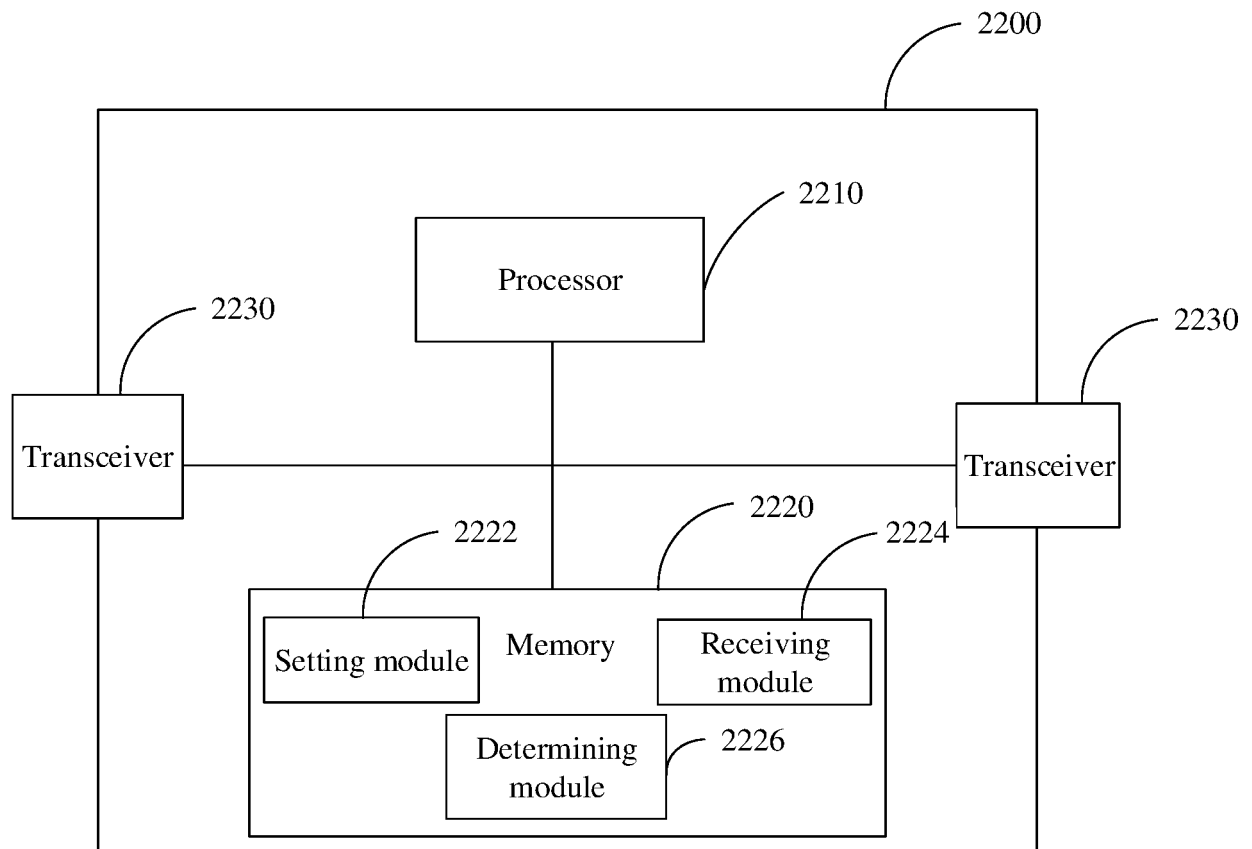 2200
2210
Processor
2230
2230
Transceiver
Transceiver
2220
2222
2224
Memory
Setting module
Receiving
module
Determining
module
2226